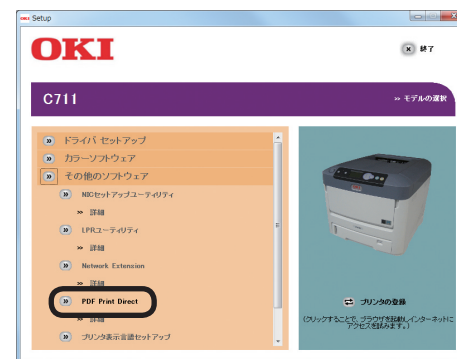 OKI Setup
OKI
終了
C711
モデルの選択
ドライバ セットアップ
カラーソフトウェア
その他のソフトウェア
NICセットアップユーティリティ
詳細
LPRユーティリティ
詳細
Network Extension
詳細
PDF Print Direct
詳細
プリンタ表示言語セットアップ
プリンタの登録
(クリックすることで、ブラウザを起動しインターネットに
アクセスを試みます。)